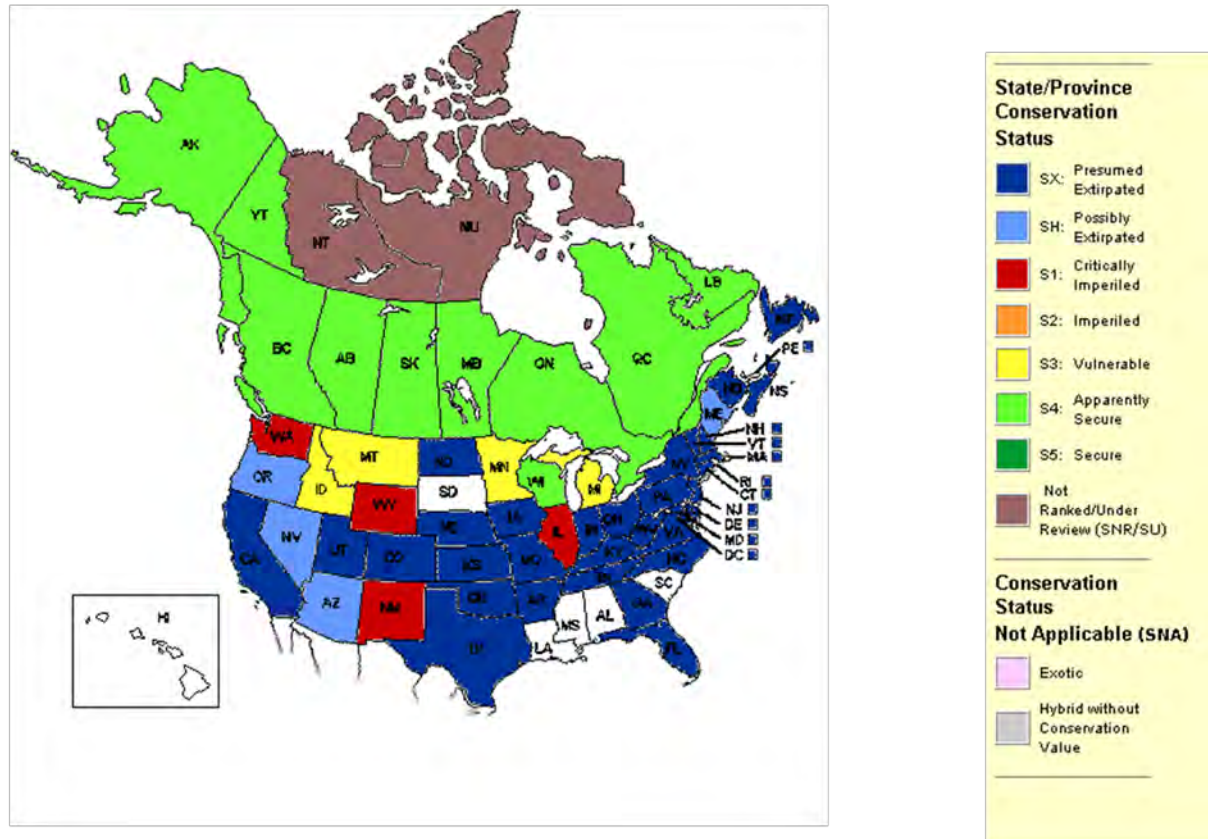 AK
YT
NT
NU
BC
AB
SK
MB
ON
QC
LB
NF
PE
NB
NS
ME
NH
VT
MA
RI
CT
NJ
DE
MD
DC
WA
MT
ND
MN
OR
ID
WY
SD
WI
MI
NY
PA
NV
UT
CO
NE
IA
IL
IN
OH
WV
VA
CA
KS
MO
KY
NC
AZ
NM
OK
AR
TN
SC
MS
AL
GA
LA
FL
HI
State/Province
Conservation
Status
SX: Presumed
Extirpated
SH: Possibly
Extirpated
S1: Critically
Imperiled
S2: Imperiled
S3: Vulnerable
S4: Apparently
Secure
S5: Secure
Not
Ranked/Under
Review (SNR/SU)
Conservation
Status
Not Applicable (SNA)
Exotic
Hybrid without
Conservation
Value